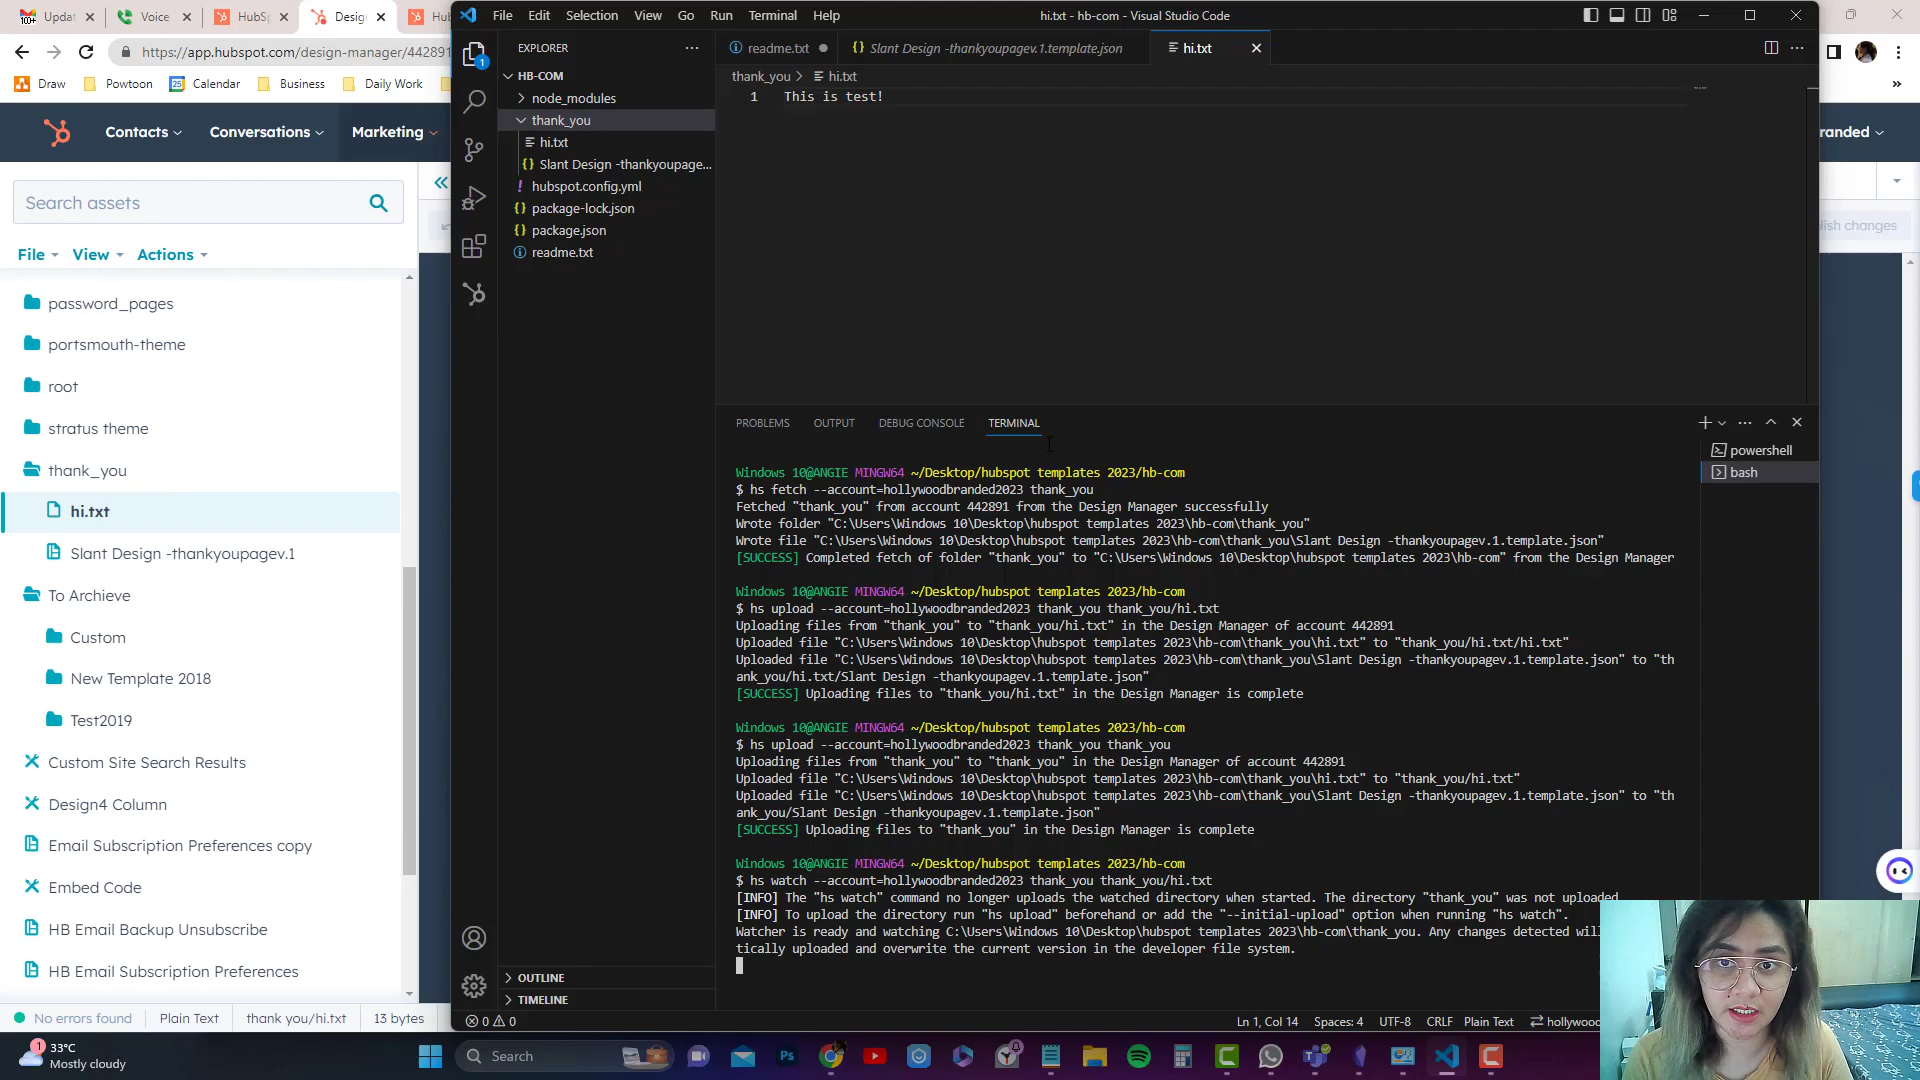 100+
Updat
Voice
HubSp
Desig
Hu
File Edit Selection View Go Run Terminal Help
hi.txt - hb-com - Visual Studio Code
https://app.hubspot.com/design-manager/442891
Draw
Powtoon
Calendar
Business
Daily Work
Contacts
Conversations
Marketing
randed
Search assets
File View Actions
password_pages
portsmouth-theme
root
stratus theme
thank_you
hi.txt
Slant Design -thankyoupagev.1
To Archieve
Custom
New Template 2018
Test2019
Custom Site Search Results
Design4 Column
Email Subscription Preferences copy
Embed Code
HB Email Backup Unsubscribe
HB Email Subscription Preferences
No errors found
Plain Text
thank you/hi.txt
13 bytes
lish changes
EXPLORER
HB-COM
node_modules
thank_you
hi.txt
Slant Design -thankyoupage...
hubspot.config.yml
package-lock.json
package.json
readme.txt
OUTLINE
TIMELINE
readme.txt
Slant Design -thankyoupagev.1.template.json
hi.txt
thank_you > hi.txt
1 This is test!
PROBLEMS OUTPUT DEBUG CONSOLE TERMINAL
powershell
bash
Windows 10@ANGIE MINGW64 ~/Desktop/hubspot templates 2023/hb-com
$ hs fetch --account=hollywoodbranded2023 thank_you
Fetched "thank_you" from account 442891 from the Design Manager successfully
Wrote folder "C:\Users\Windows 10\Desktop\hubspot templates 2023\hb-com\thank_you"
Wrote file "C:\Users\Windows 10\Desktop\hubspot templates 2023\hb-com\thank_you\Slant Design -thankyoupagev.1.template.json"
[SUCCESS] Completed fetch of folder "thank_you" to "C:\Users\Windows 10\Desktop\hubspot templates 2023\hb-com" from the Design Manager
Windows 10@ANGIE MINGW64 ~/Desktop/hubspot templates 2023/hb-com
$ hs upload --account=hollywoodbranded2023 thank_you thank_you/hi.txt
Uploading files from "thank_you" to "thank_you/hi.txt" in the Design Manager of account 442891
Uploaded file "C:\Users\Windows 10\Desktop\hubspot templates 2023\hb-com\thank_you\hi.txt" to "thank_you/hi.txt/hi.txt"
Uploaded file "C:\Users\Windows 10\Desktop\hubspot templates 2023\hb-com\thank_you\Slant Design -thankyoupagev.1.template.json" to "th
ank_you/hi.txt/Slant Design -thankyoupagev.1.template.json"
[SUCCESS] Uploading files to "thank_you/hi.txt" in the Design Manager is complete
Windows 10@ANGIE MINGW64 ~/Desktop/hubspot templates 2023/hb-com
$ hs upload --account=hollywoodbranded2023 thank_you thank_you
Uploading files from "thank_you" to "thank_you" in the Design Manager of account 442891
Uploaded file "C:\Users\Windows 10\Desktop\hubspot templates 2023\hb-com\thank_you\hi.txt" to "thank_you/hi.txt"
Uploaded file "C:\Users\Windows 10\Desktop\hubspot templates 2023\hb-com\thank_you\Slant Design -thankyoupagev.1.template.json" to "th
ank_you/Slant Design -thankyoupagev.1.template.json"
[SUCCESS] Uploading files to "thank_you" in the Design Manager is complete
Windows 10@ANGIE MINGW64 ~/Desktop/hubspot templates 2023/hb-com
$ hs watch --account=hollywoodbranded2023 thank_you thank_you/hi.txt
[INFO] The "hs watch" command no longer uploads the watched directory when started. The directory "thank_you" was not uploaded
[INFO] To upload the directory run "hs upload" beforehand or add the "--initial-upload" option when running "hs watch".
Watcher is ready and watching C:\Users\Windows 10\Desktop\hubspot templates 2023\hb-com\thank_you. Any changes detected will
tically uploaded and overwrite the current version in the developer file system.
0 0
Ln 1, Col 14
Spaces: 4
UTF-8
CRLF
Plain Text
hollywoo
1
33°C
Mostly cloudy
Search